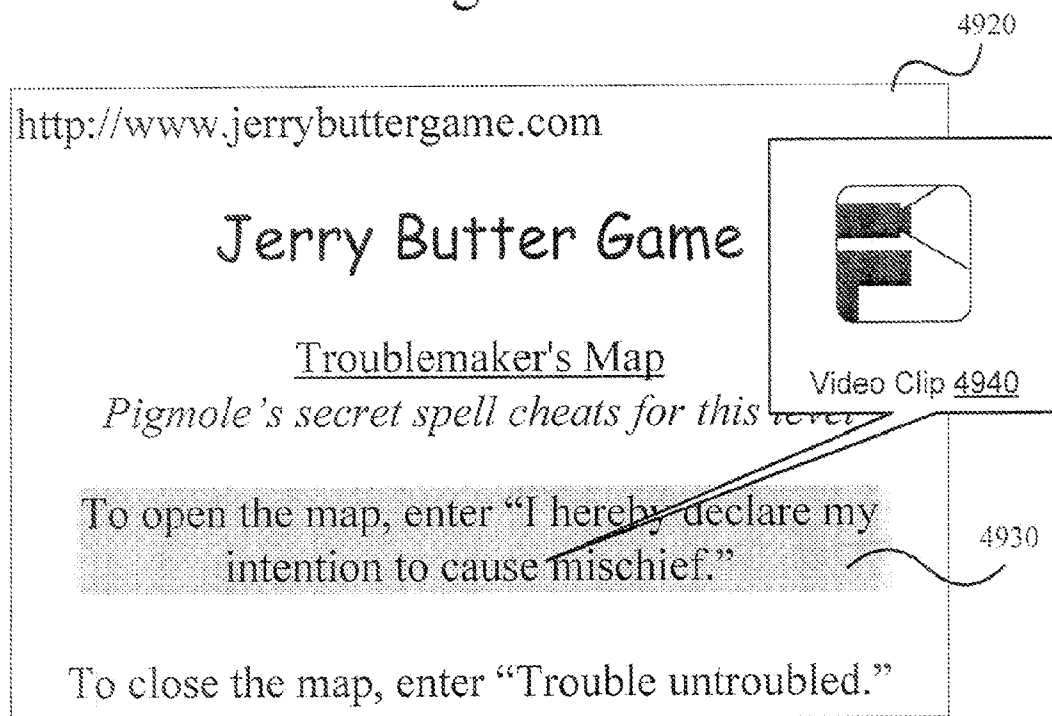 4920
http://www.jerrybuttergame.com
Jerry Butter Game
Troublemaker's Map
Video Clip 4940
Pigmole's secret spell cheats for this level
To open the map, enter “I hereby declare my
intention to cause mischief.”
4930
To close the map, enter “Trouble untroubled.”